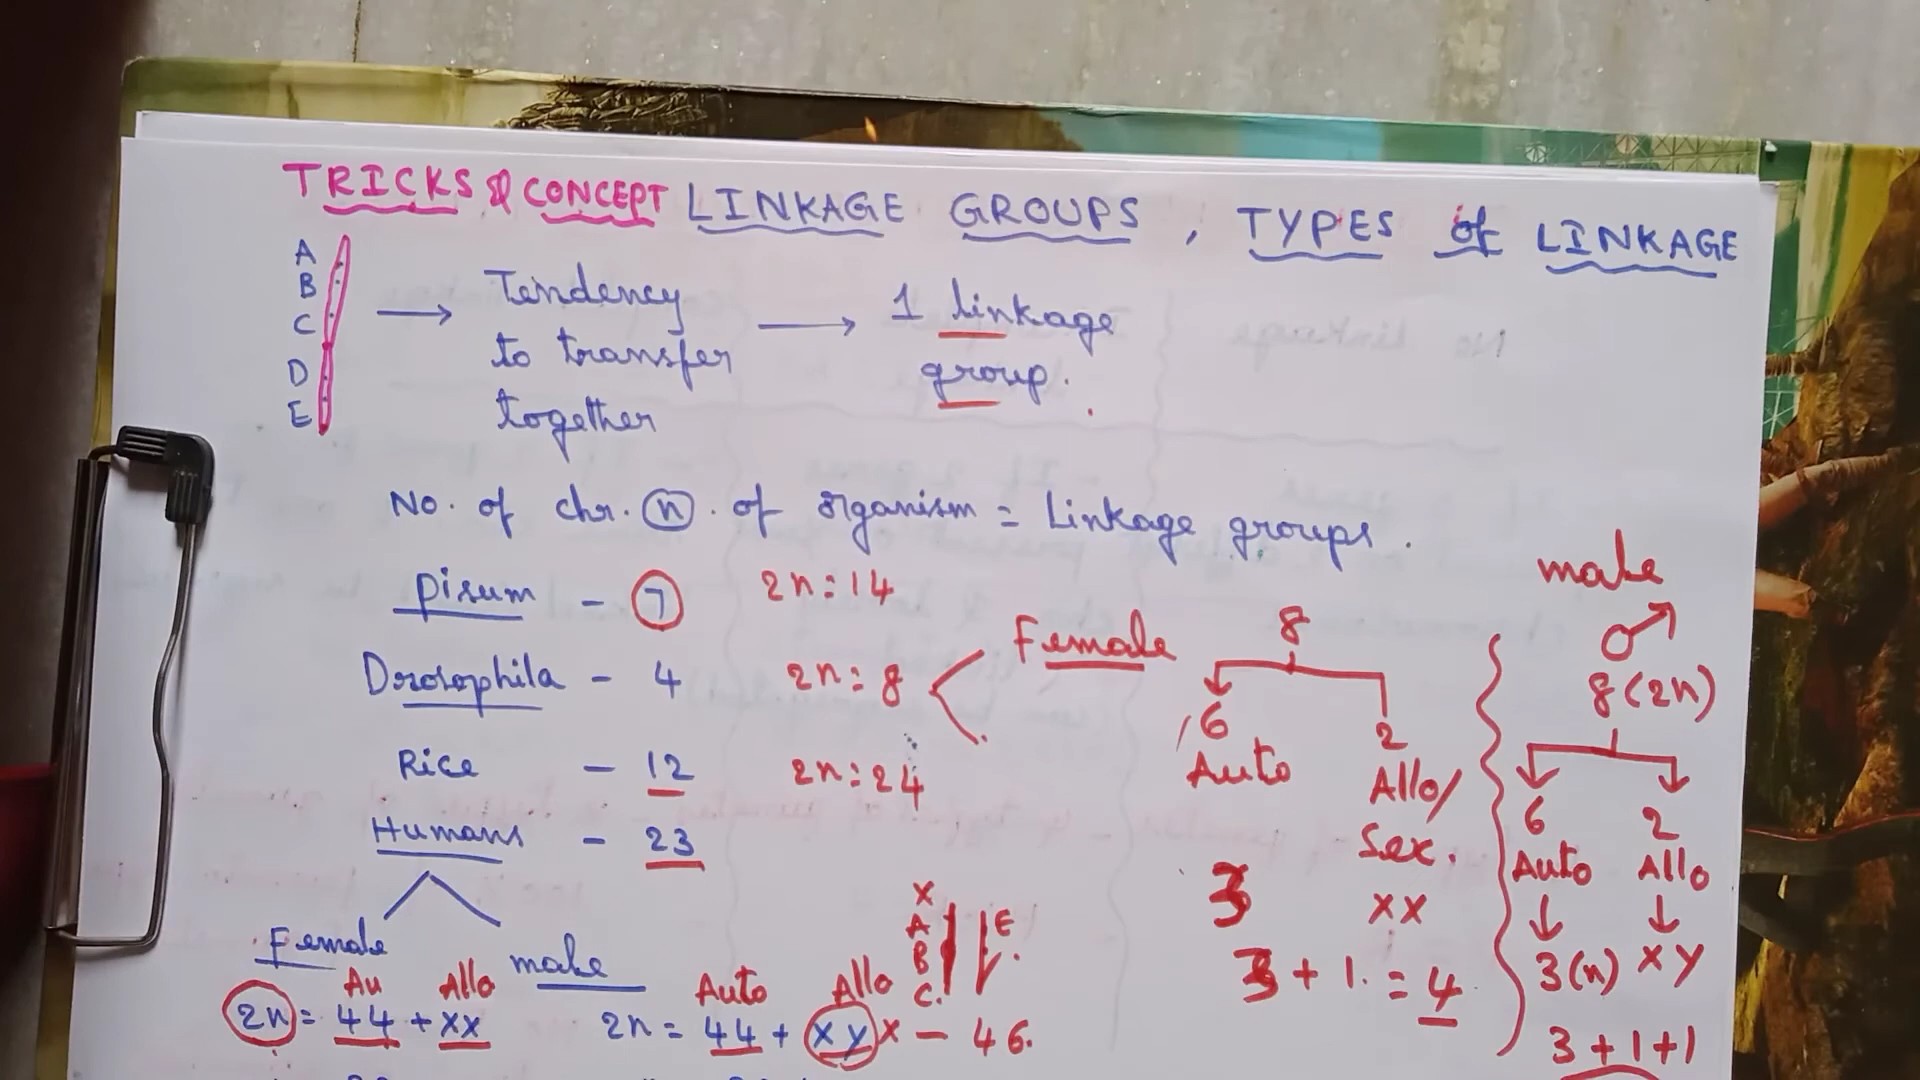 TRICKS & CONCEPT LINKAGE GROUPS, TYPES of LINKAGE
A
B
C
D
E
Tendency
to transfer
together
1 linkage
group.
No. of chr. n. of organism = Linkage groups.
Pisum - 7 2n=14
Drosophila - 4 2n=8
Rice - 12 2n=24
Humans - 23
Female
8
6
Auto
2
Allo/
Sex.
XX
3
3 + 1. = 4
male
♂
8(2n)
6
Auto
2
Allo
3(n) XY
3+1+1
Female
Au Allo
2n = 44 + XX
male
Auto Allo
2n = 44 + XY X - 46.
X
A
B
C.
E
No linkage